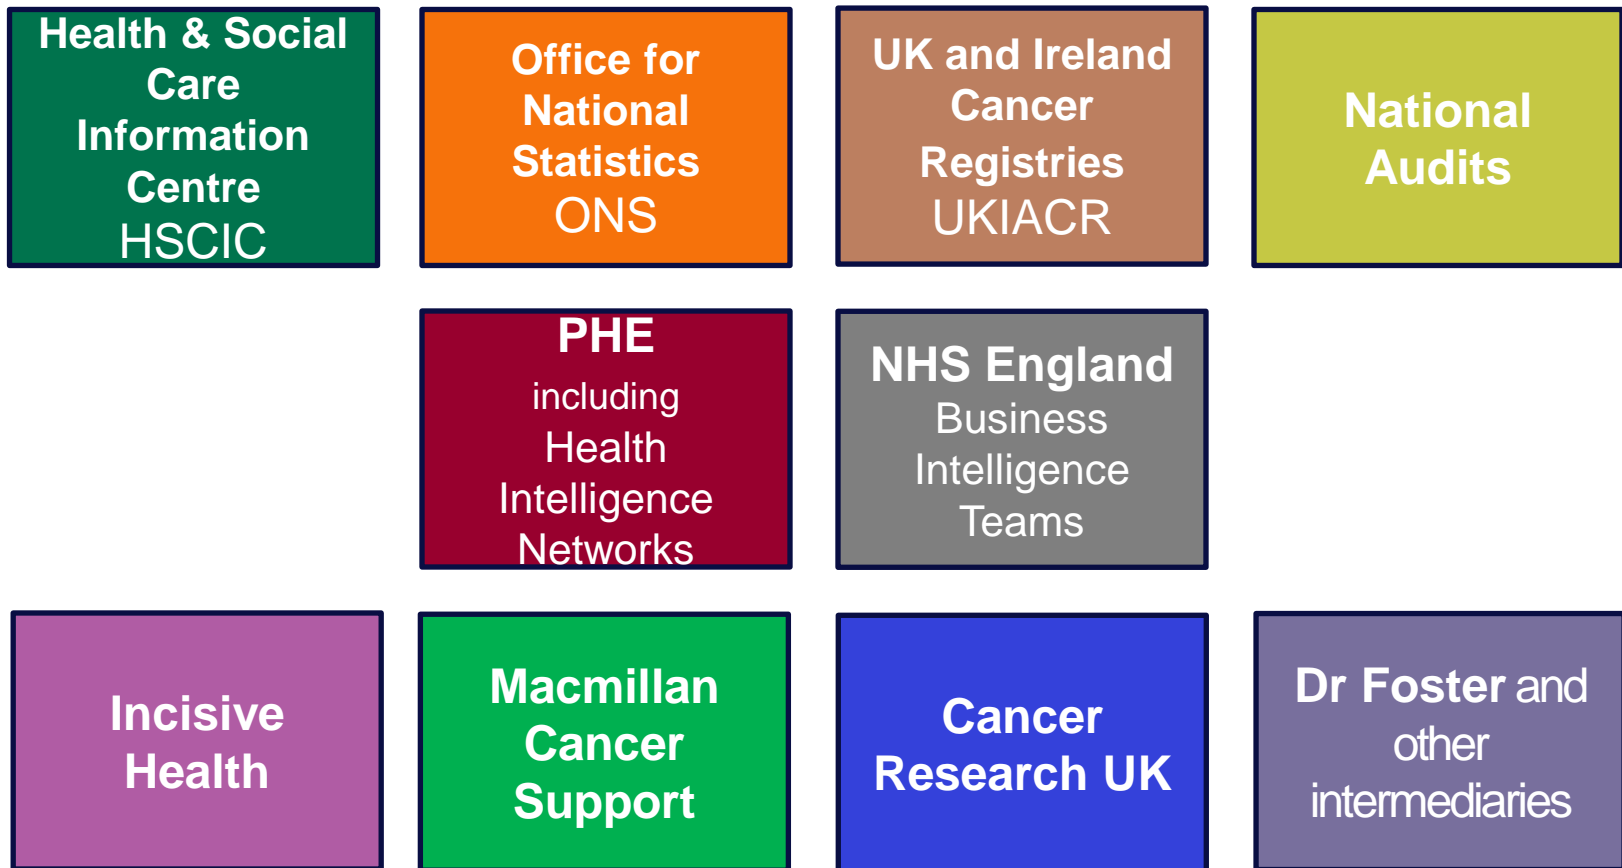 Health & Social
Care
Information
Centre
HSCIC
Office for
National
Statistics
ONS
UK and Ireland
Cancer
Registries
UKIACR
National
Audits
PHE
including
Health
Intelligence
Networks
NHS England
Business
Intelligence
Teams
Incisive
Health
Macmillan
Cancer
Support
Cancer
Research UK
Dr Foster and
other
intermediaries